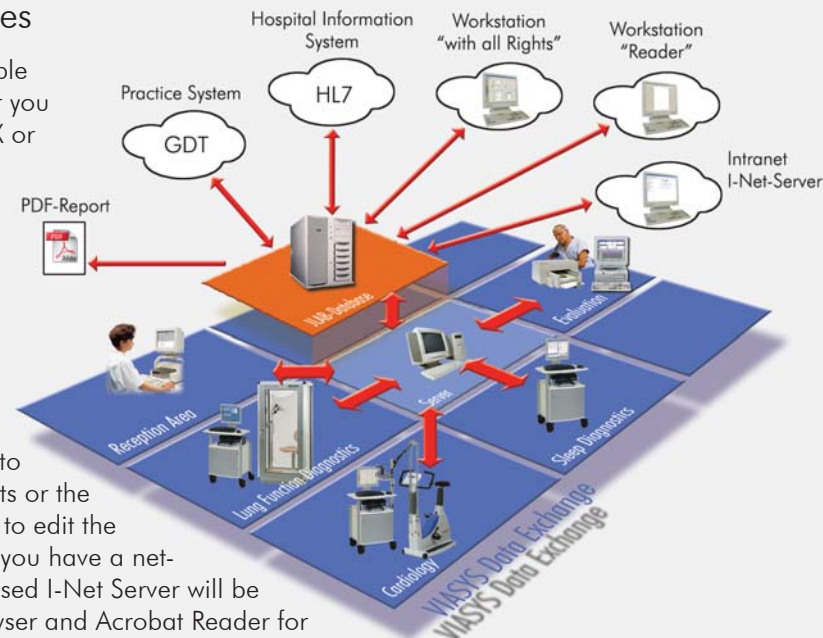 es
Hospital Information
System
HL7
Workstation
“with all Rights”
Workstation
“Reader”
ble
you
X or
Practice System
GDT
Intranet
I-Net-Server
PDF-Report
PDF
Adobe
JLAB-Database
Evaluation
Server
Reception Area
Lung Function Diagnostics
Sleep Diagnostics
Cardiology
VIASYS Data Exchange
VIASYS Data Exchange
to
ts or the
to edit the
you have a net-
sed I-Net Server will be
wser and Acrobat Reader for